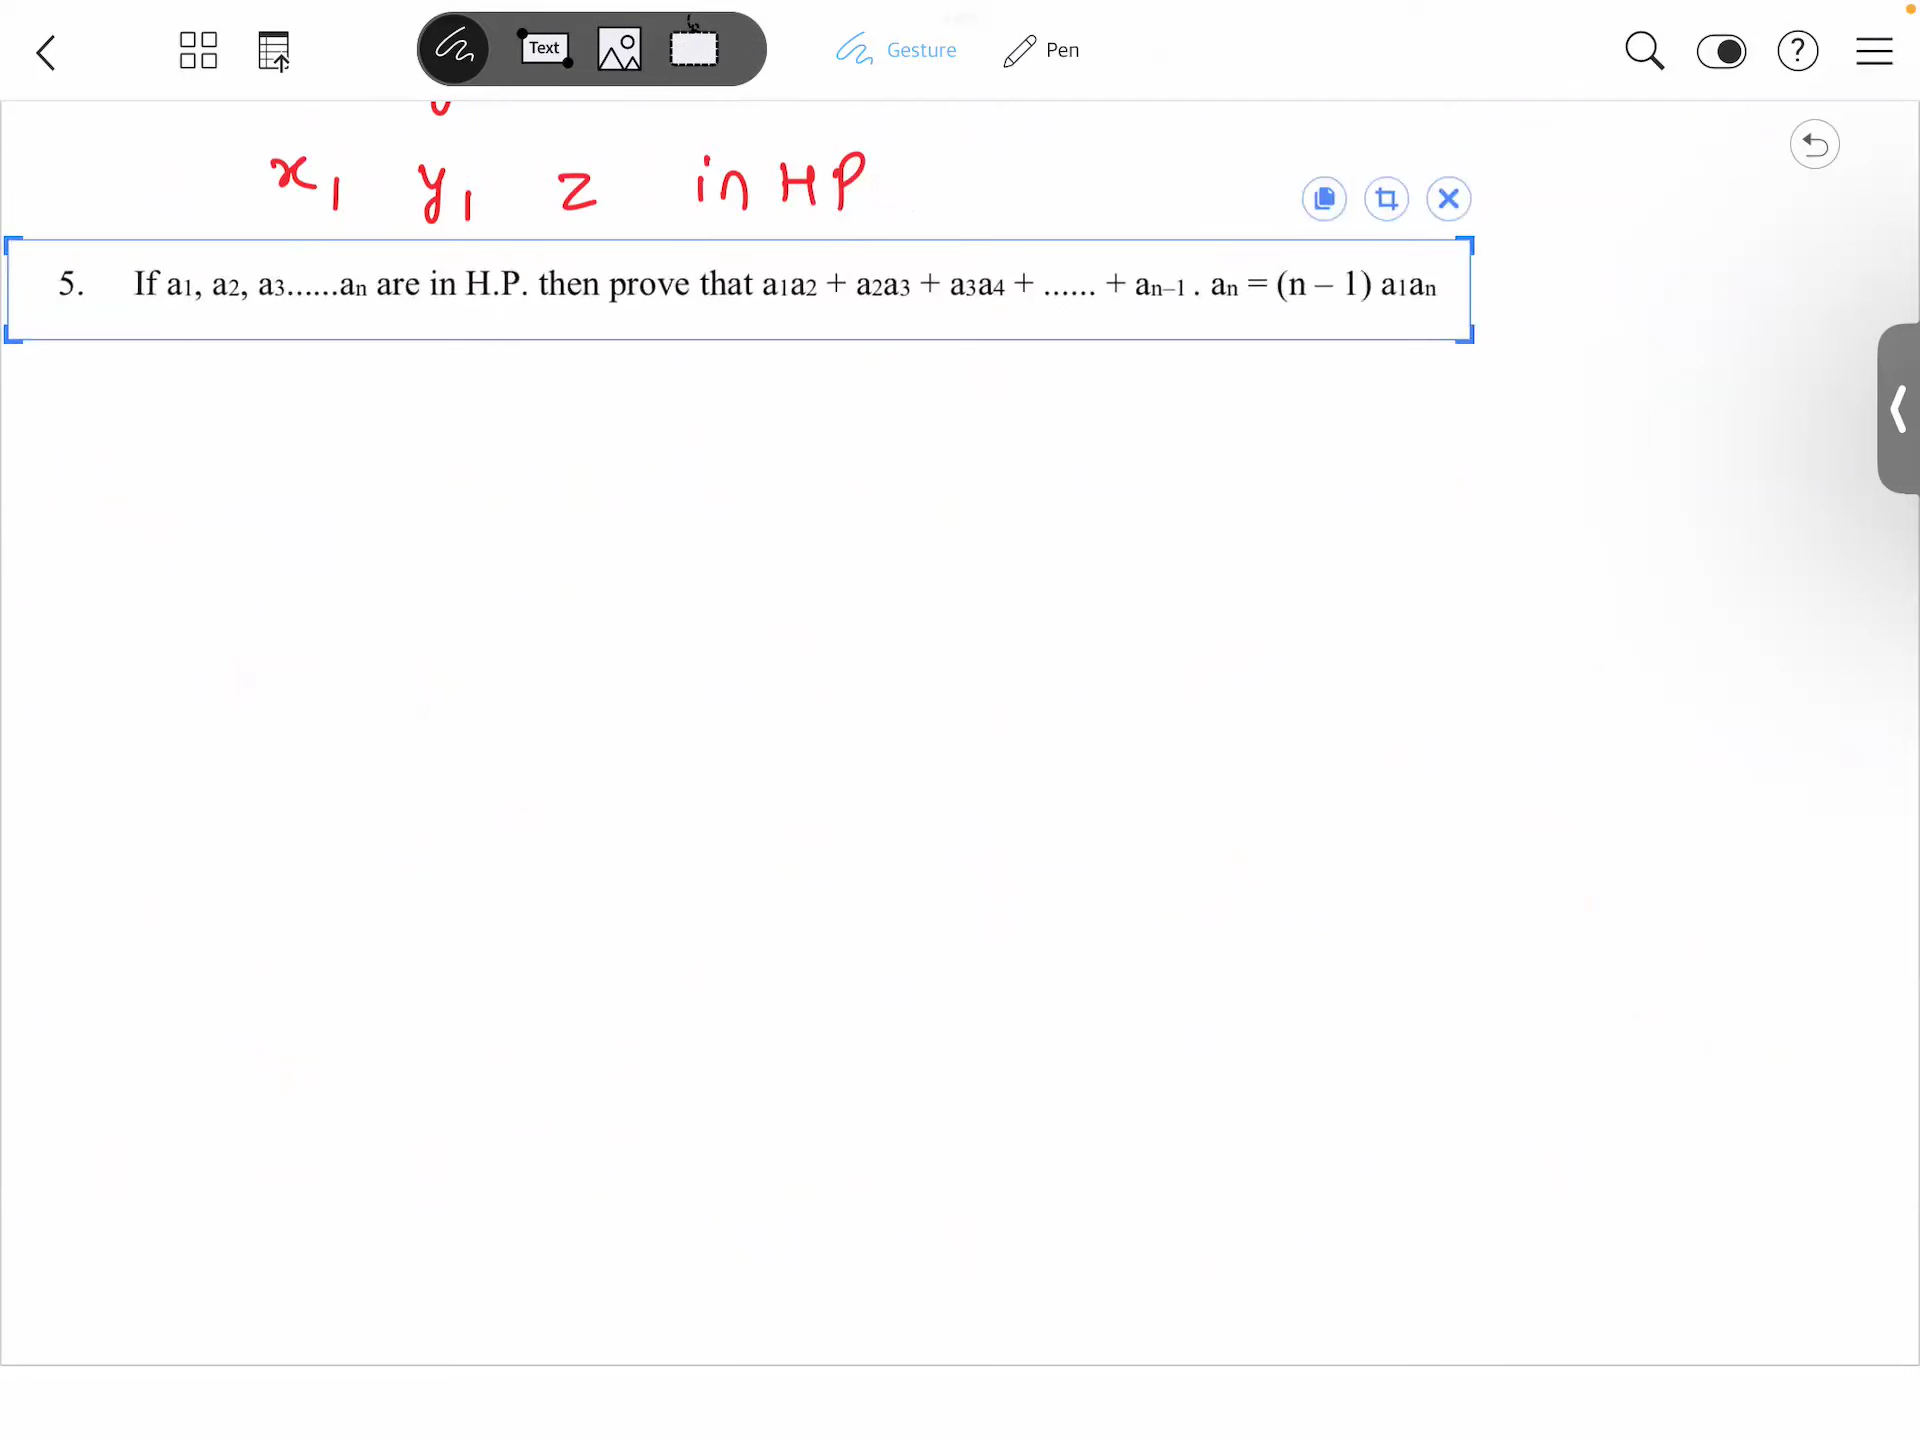 Text
Gesture
Pen
x, y, z in HP
5. If a₁, a₂, a₃......aₙ are in H.P. then prove that a₁a₂ + a₂a₃ + a₃a₄ + ...... + aₙ₋₁ . aₙ = (n – 1) a₁aₙ